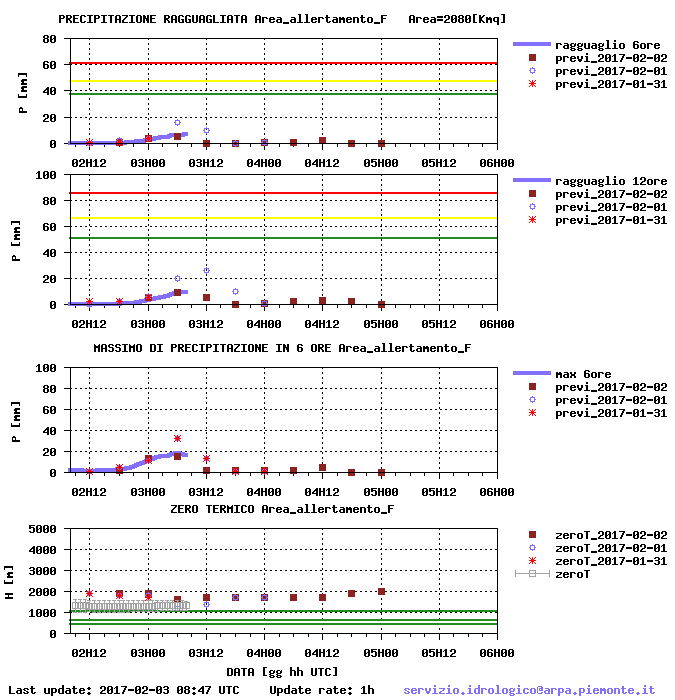 PRECIPITAZIONE RAGGUAGLIATA Area_allertamento_F   Area=2080[Kmq]
80
60
40
20
0
P [mm]
ragguaglio 6ore
previ_2017-02-02
previ_2017-02-01
previ_2017-01-31
02H12 03H00 03H12 04H00 04H12 05H00 05H12 06H00
100
80
60
40
20
0
P [mm]
ragguaglio 12ore
previ_2017-02-02
previ_2017-02-01
previ_2017-01-31
02H12 03H00 03H12 04H00 04H12 05H00 05H12 06H00
MASSIMO DI PRECIPITAZIONE IN 6 ORE Area_allertamento_F
100
80
60
40
20
0
P [mm]
max 6ore
previ_2017-02-02
previ_2017-02-01
previ_2017-01-31
02H12 03H00 03H12 04H00 04H12 05H00 05H12 06H00
ZERO TERMICO Area_allertamento_F
5000
4000
3000
2000
1000
0
H [m]
zeroT_2017-02-02
zeroT_2017-02-01
zeroT_2017-01-31
zeroT
02H12 03H00 03H12 04H00 04H12 05H00 05H12 06H00
DATA [gg hh UTC]
Last update: 2017-02-03 08:47 UTC   Update rate: 1h   servizio.idrologico@arpa.piemonte.it